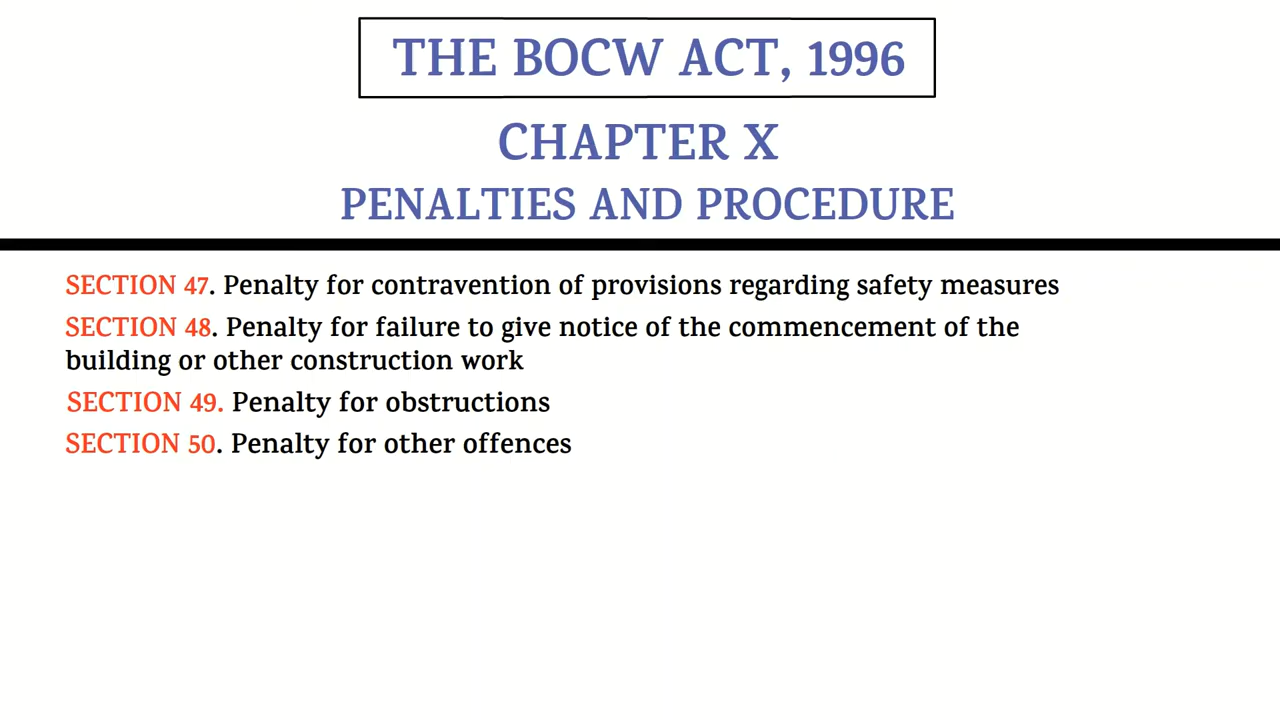 THE BOCW ACT, 1996
CHAPTER X
PENALTIES AND PROCEDURE
SECTION 47. Penalty for contravention of provisions regarding safety measures
SECTION 48. Penalty for failure to give notice of the commencement of the
building or other construction work
SECTION 49. Penalty for obstructions
SECTION 50. Penalty for other offences